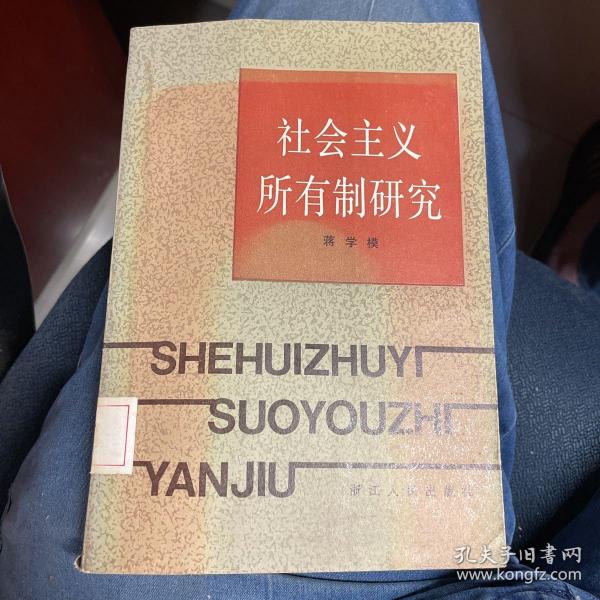 社会主义
所有制研究
蒋学模
SHEHUIZHUYI
SUOYOUZHI
YANJIU
浙江人民出版社
孔夫子旧书网
www.kongfz.com